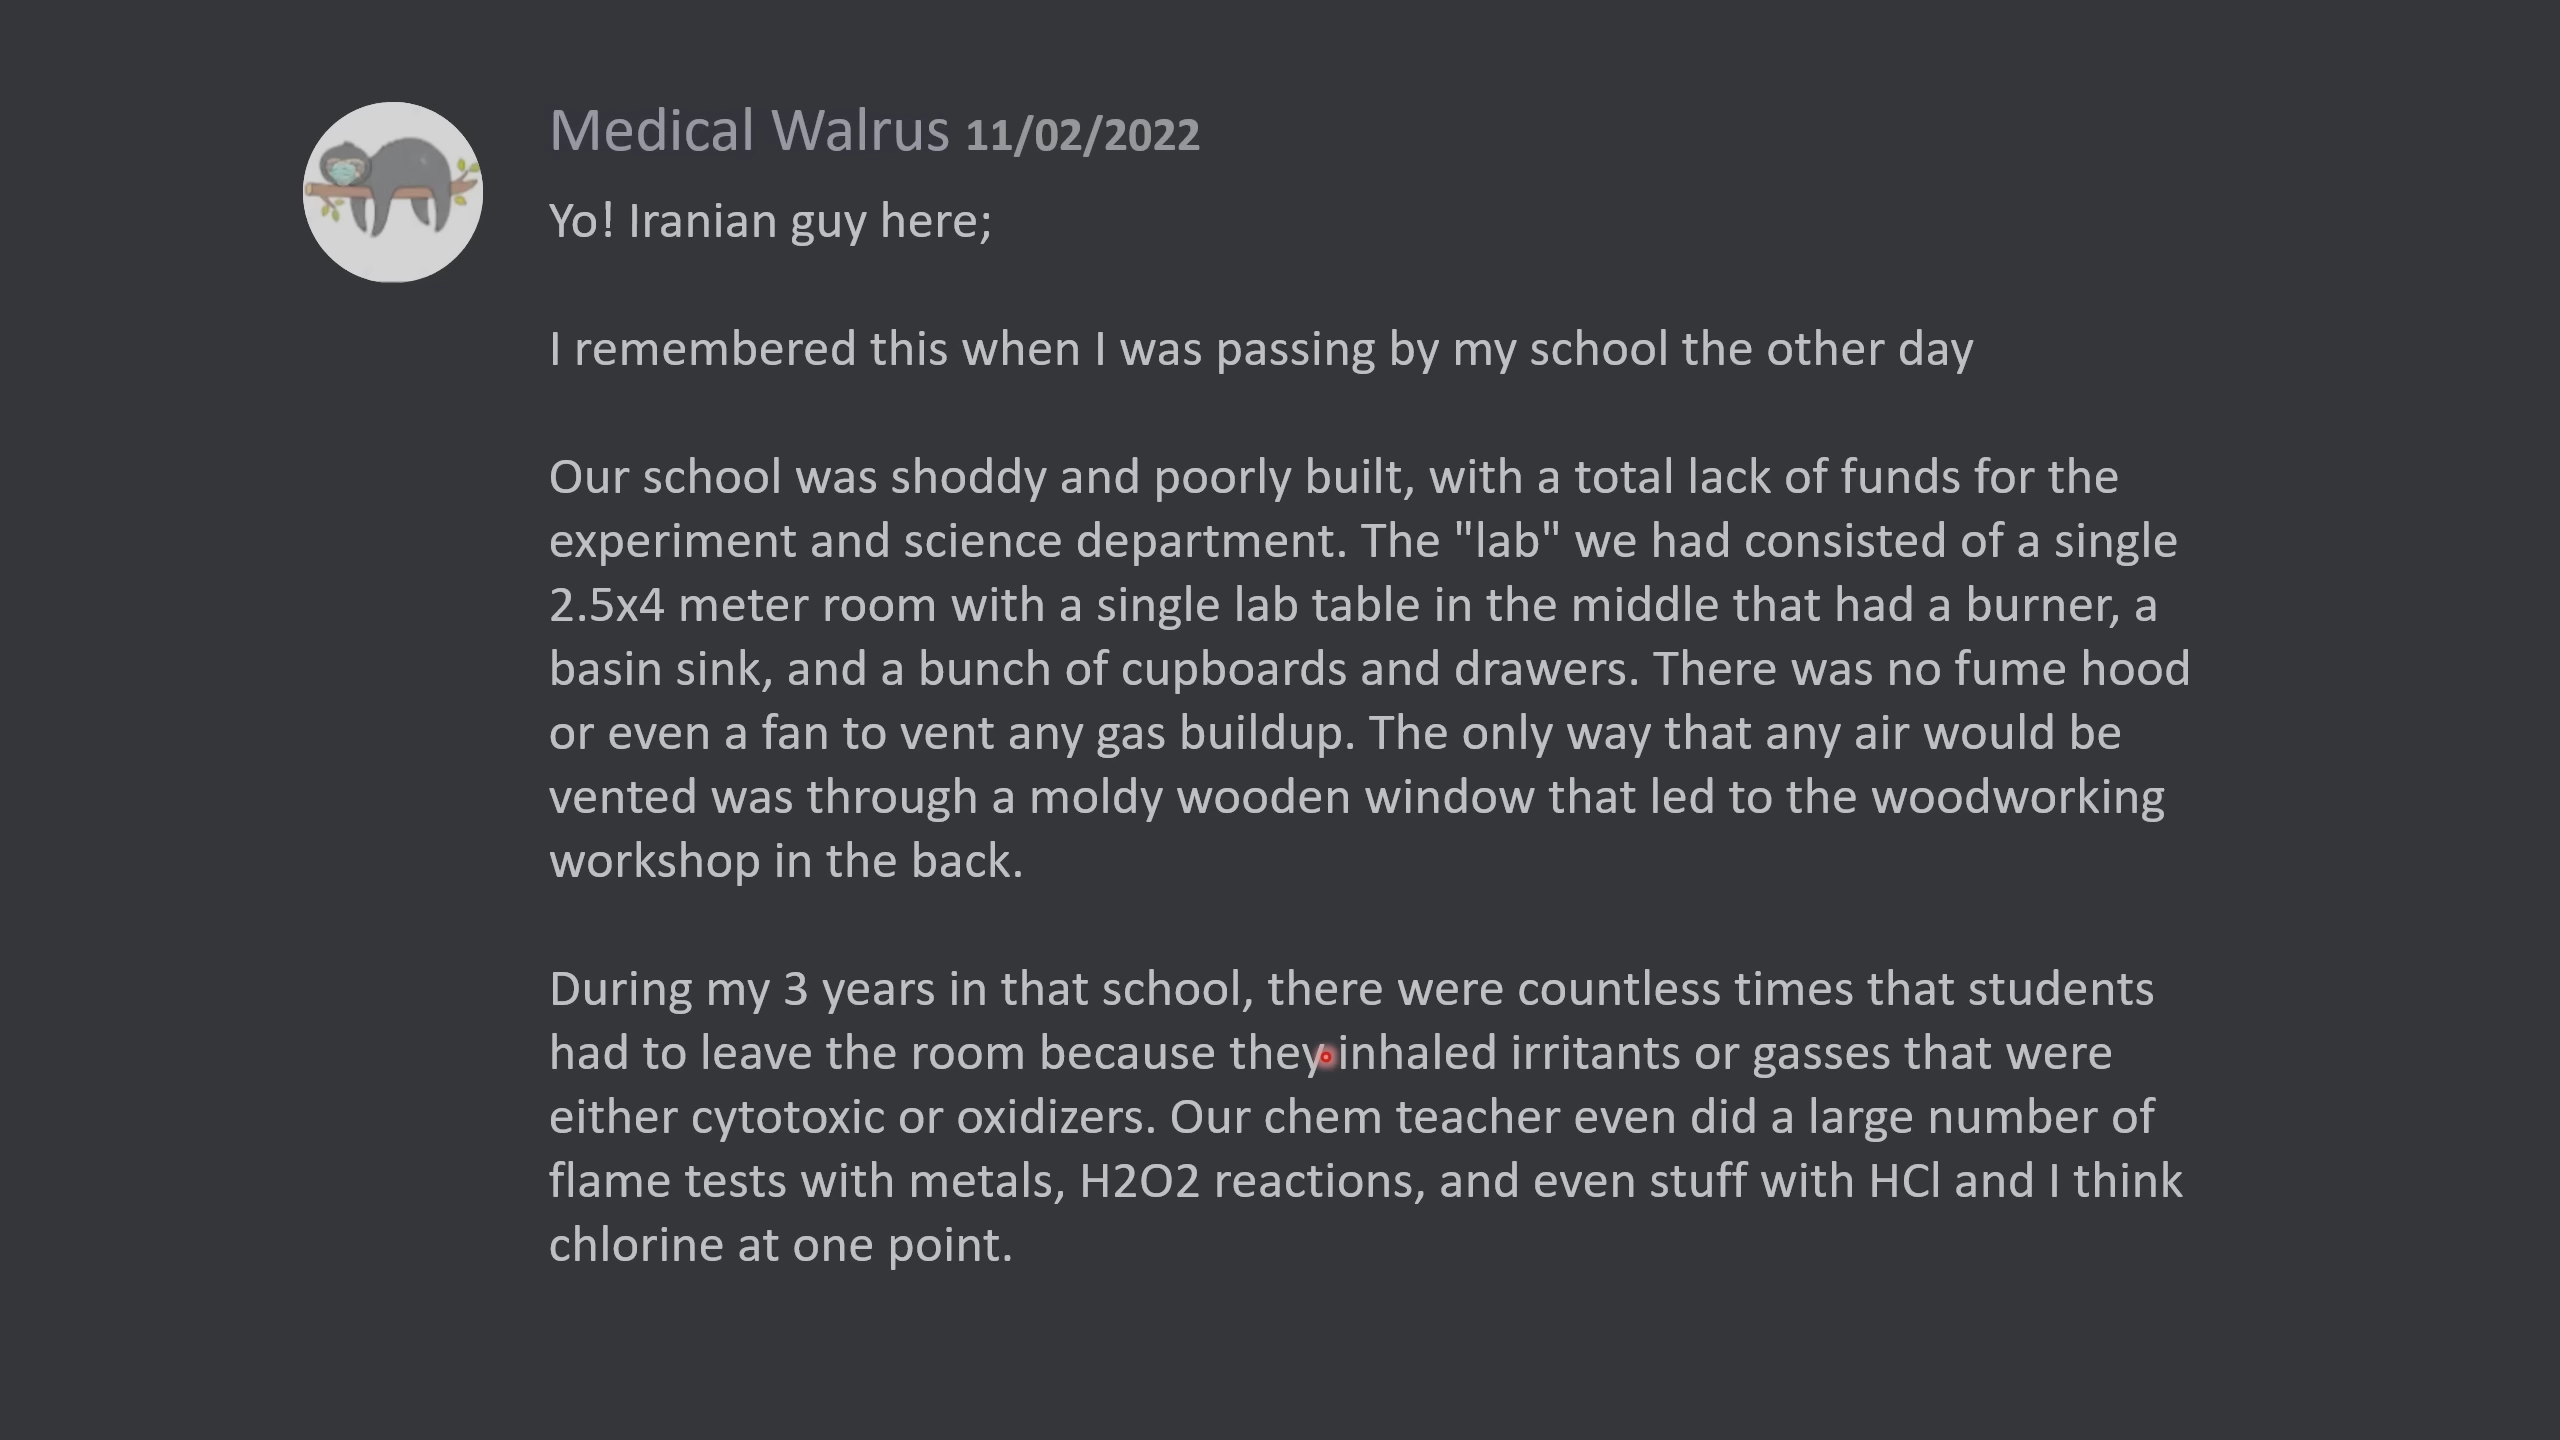 Medical Walrus 11/02/2022
Yo! Iranian guy here;
I remembered this when I was passing by my school the other day
Our school was shoddy and poorly built, with a total lack of funds for the
experiment and science department. The "lab" we had consisted of a single
2.5x4 meter room with a single lab table in the middle that had a burner, a
basin sink, and a bunch of cupboards and drawers. There was no fume hood
or even a fan to vent any gas buildup. The only way that any air would be
vented was through a moldy wooden window that led to the woodworking
workshop in the back.
During my 3 years in that school, there were countless times that students
had to leave the room because they inhaled irritants or gasses that were
either cytotoxic or oxidizers. Our chem teacher even did a large number of
flame tests with metals, H2O2 reactions, and even stuff with HCl and I think
chlorine at one point.